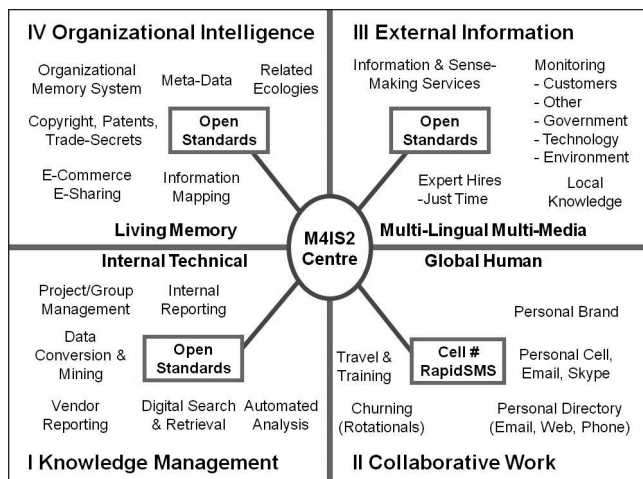 IV Organizational Intelligence
Organizational
Memory System
Meta-Data
Related
Ecologies
Copyright, Patents,
Trade-Secrets
Open
Standards
E-Commerce
E-Sharing
Information
Mapping
Living Memory
III External Information
Information & Sense-
Making Services
Monitoring
- Customers
- Other
- Government
- Technology
- Environment
Open
Standards
Expert Hires
-Just Time
Local
Knowledge
Multi-Lingual Multi-Media
M4IS2
Centre
Internal Technical
Project/Group
Management
Internal
Reporting
Data
Conversion &
Mining
Open
Standards
Vendor
Reporting
Digital Search
& Retrieval
Automated
Analysis
I Knowledge Management
Global Human
Personal Brand
Travel &
Training
Cell #
RapidSMS
Personal Cell,
Email, Skype
Churning
(Rotationals)
Personal Directory
(Email, Web, Phone)
II Collaborative Work